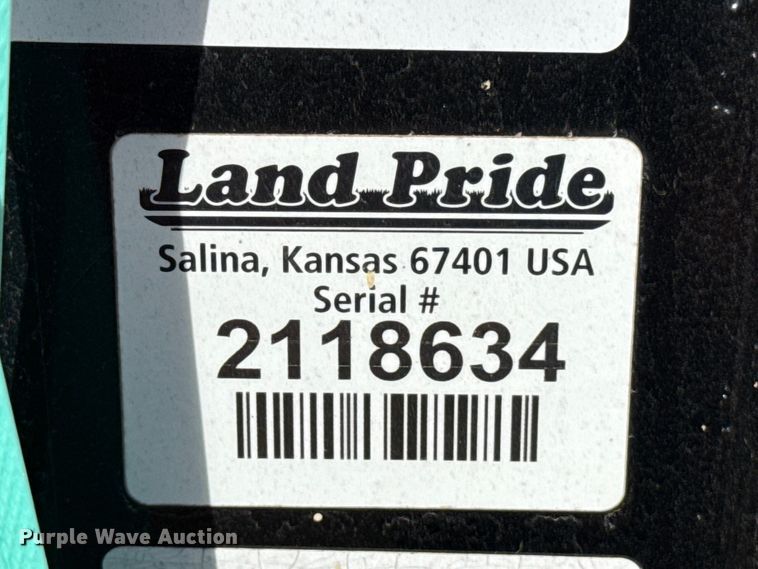 Land Pride
Salina, Kansas 67401 USA
Serial #
2118634
Purple Wave Auction